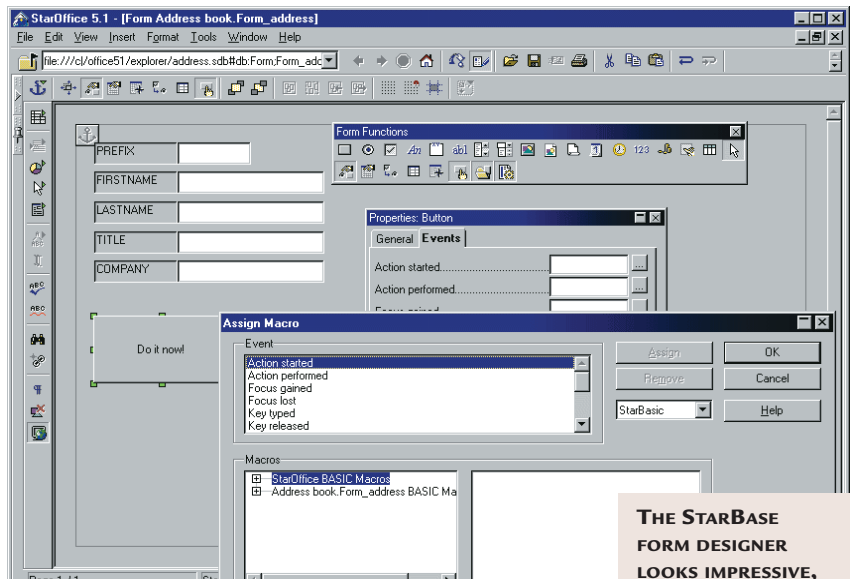 StarOffice 5.1 - [Form Address book.Form_address]
File Edit View Insert Format Tools Window Help
file:///c|/office51/explorer/address.sdb#db:Form;Form_adc
Form Functions
PREFIX
FIRSTNAME
LASTNAME
TITLE
COMPANY
Do it now!
Properties: Button
General Events
Action started
Action performed
Assign Macro
Event
Action started
Action performed
Focus gained
Focus lost
Key typed
Key released
Assign
Remove
StarBasic
OK
Cancel
Help
Macros
StarOffice BASIC Macros
Address book.Form_address BASIC Ma
THE STARBASE
FORM DESIGNER
LOOKS IMPRESSIVE,